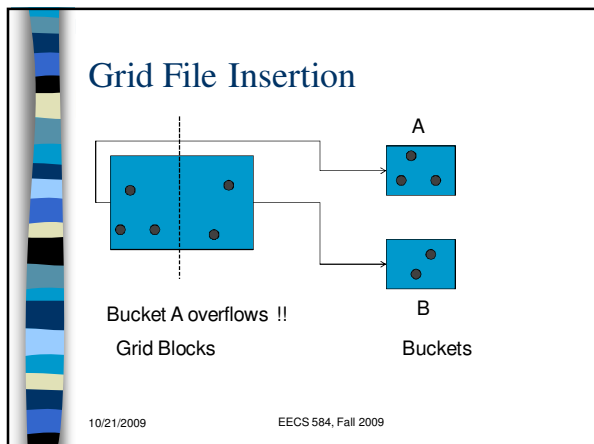 Grid File Insertion
A
B
Bucket A overflows !!
Grid Blocks
Buckets
10/21/2009
EECS 584, Fall 2009